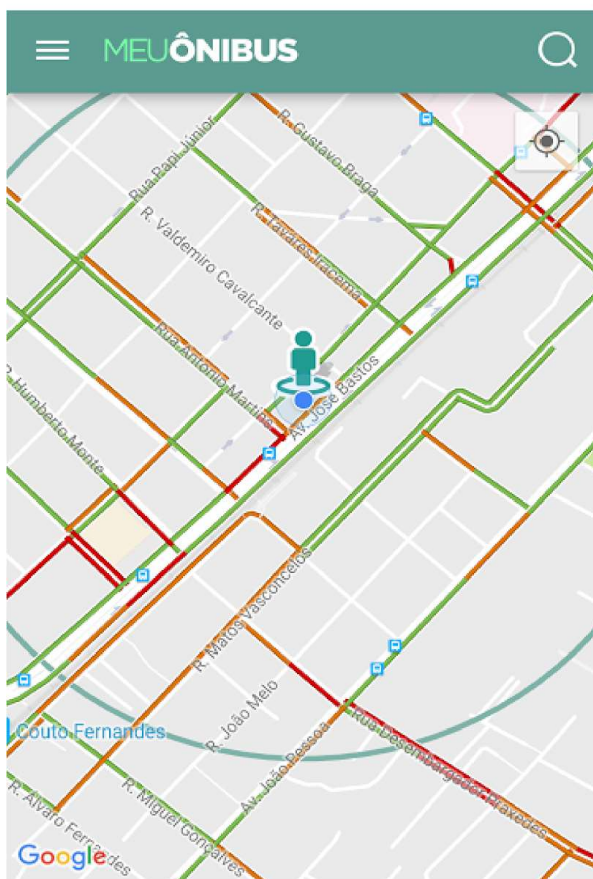 MEUÔNIBUS
R. Gustavo Braga
Rua Papi Júnior
R. Tavares Iracema
R. Valdemiro Cavalcante
Rua Antonio Martins
Av. José Bastos
R. Humberto Monte
R. Matos Vasconcelos
R. João Melo
Couto Fernandes
Av. João Pessoa
Rua Desembargador Praxedes
R. Miguel Gonçalves
R. Álvaro Fernandes
Google